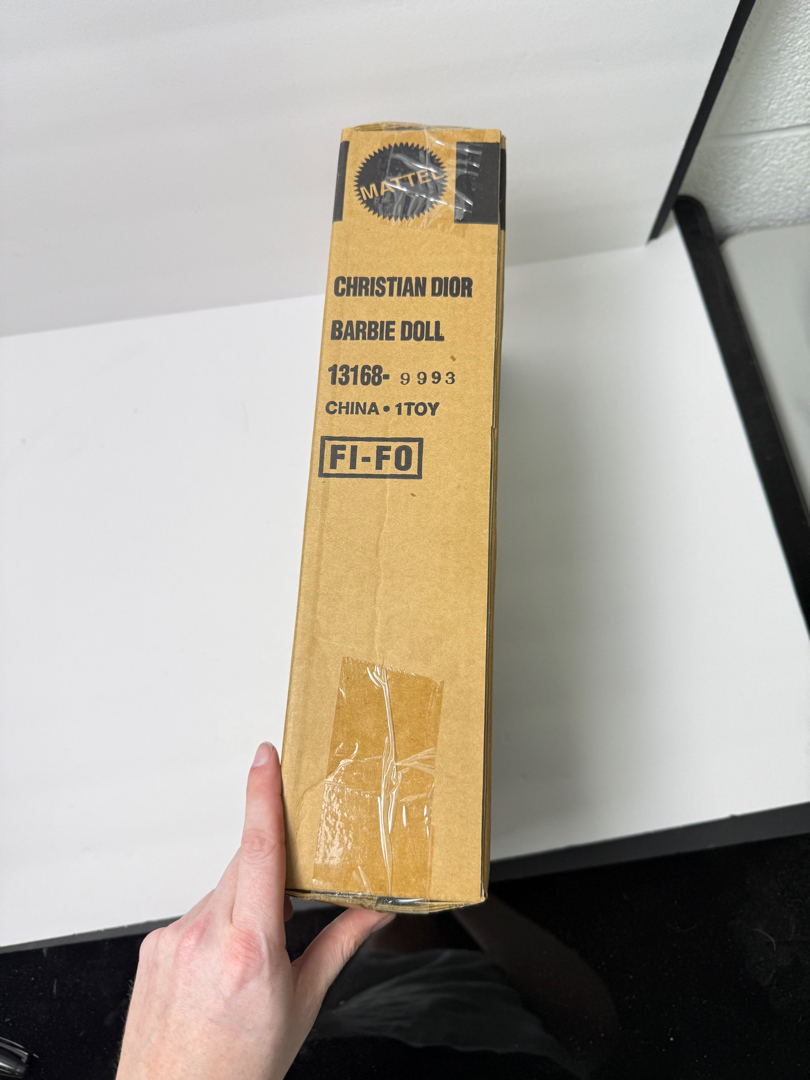 MATTEL
CHRISTIAN DIOR
BARBIE DOLL
13168- 9993
CHINA • 1TOY
FI-FO